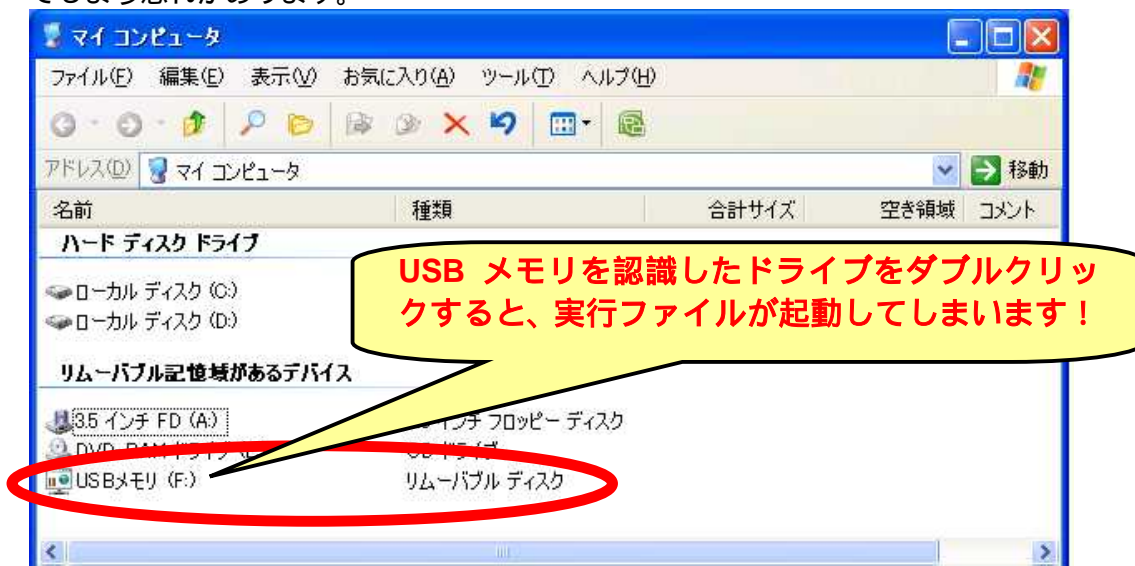 マイ コンピュータ
ファイル(F) 編集(E) 表示(V) お気に入り(A) ツール(T) ヘルプ(H)
アドレス(D) マイ コンピュータ 移動
名前 種類 合計サイズ 空き領域 コメント
ハード ディスク ドライブ
USB メモリを認識したドライブをダブルクリッ
クすると、実行ファイルが起動してしまいます！
ローカル ディスク (C:)
ローカル ディスク (D:)
リムーバブル記憶域があるデバイス
3.5 インチ FD (A:) インチ フロッピー ディスク
DVD-RAM ドライブ
USBメモリ (F:) リムーバブル ディスク